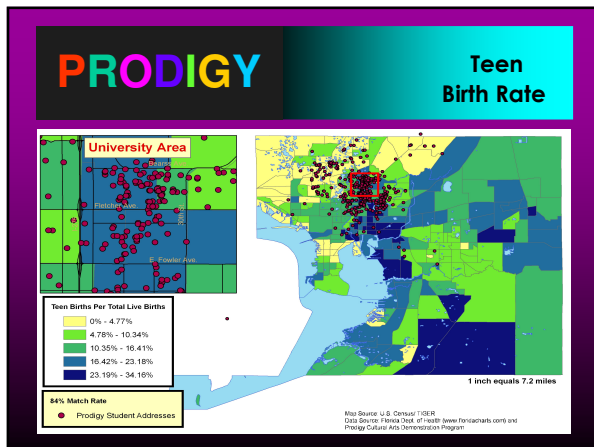 PRODIGY
Teen
Birth Rate
University Area
Bearss
Fletcher Ave.
E. Fowler Ave.
Teen Births Per Total Live Births
0% - 4.77%
4.78% - 10.34%
10.35% - 16.41%
16.42% - 23.18%
23.19% - 34.16%
84% Match Rate
Prodigy Student Addresses
1 inch equals 7.2 miles
Map Source: U.S. Census/ TIGER
Data Source: Florida Dept. of Health (www.floridacharts.com) and
Prodigy Cultural Arts Demonstration Program